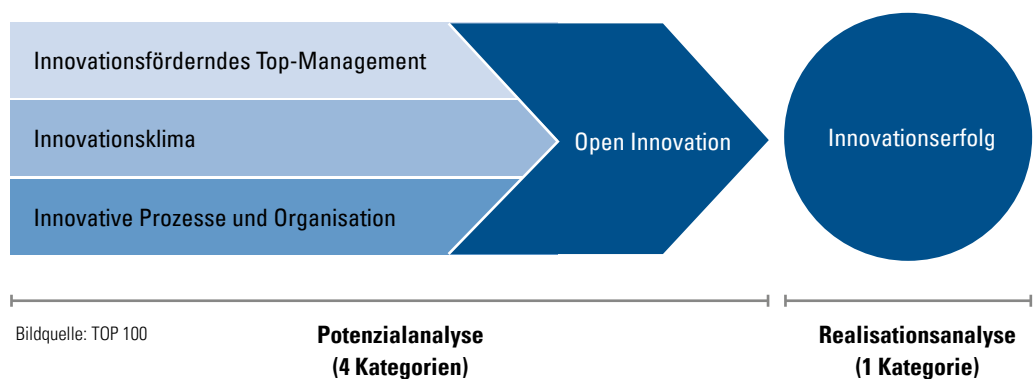 Innovationsförderndes Top-Management
Innovationsklima
Innovative Prozesse und Organisation
Open Innovation
Innovationserfolg
Bildquelle: TOP 100
Potenzialanalyse
(4 Kategorien)
Realisationsanalyse
(1 Kategorie)